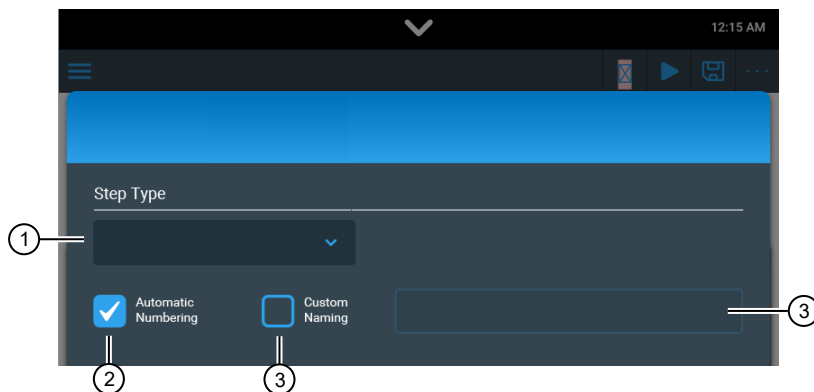 12:15 AM
Step Type
1
Automatic
Numbering
Custom
Naming
3
2
3